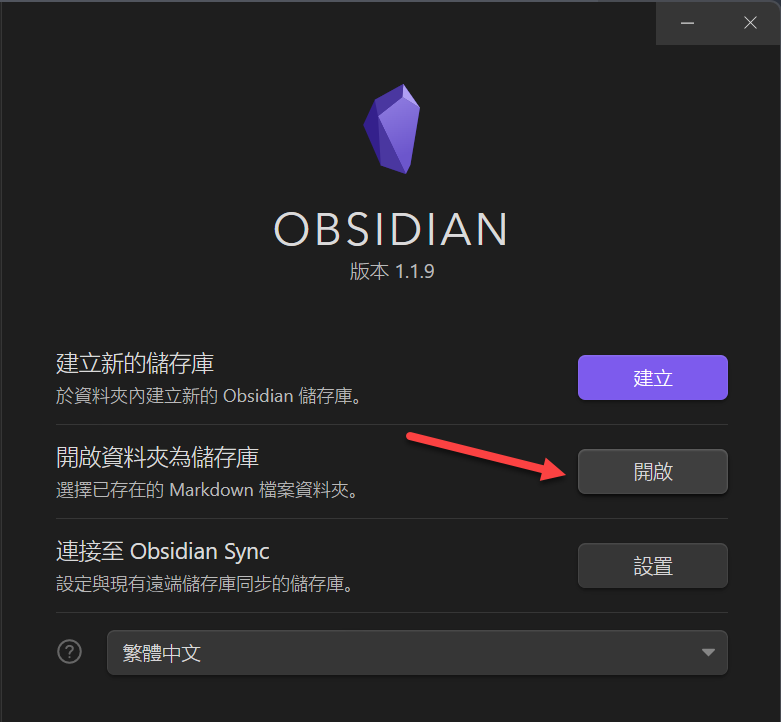 OBSIDIAN
版本 1.1.9
建立新的儲存庫
於資料夾內建立新的 Obsidian 儲存庫。
建立
開啟資料夾為儲存庫
選擇已存在的 Markdown 檔案資料夾。
開啟
連接至 Obsidian Sync
設定與現有遠端儲存庫同步的儲存庫。
設置
?
繁體中文